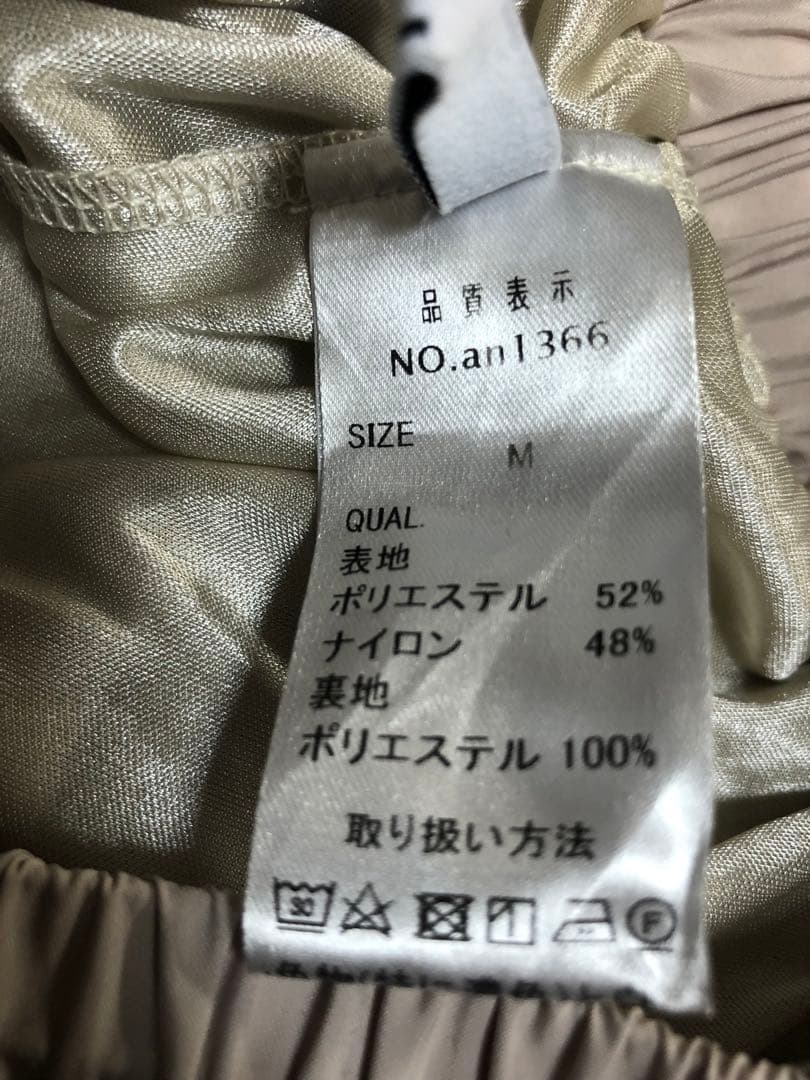 品質表示
NO.an1366
SIZE M
QUAL.
表地
ポリエステル 52%
ナイロン 48%
裏地
ポリエステル 100%
取り扱い方法
30
F